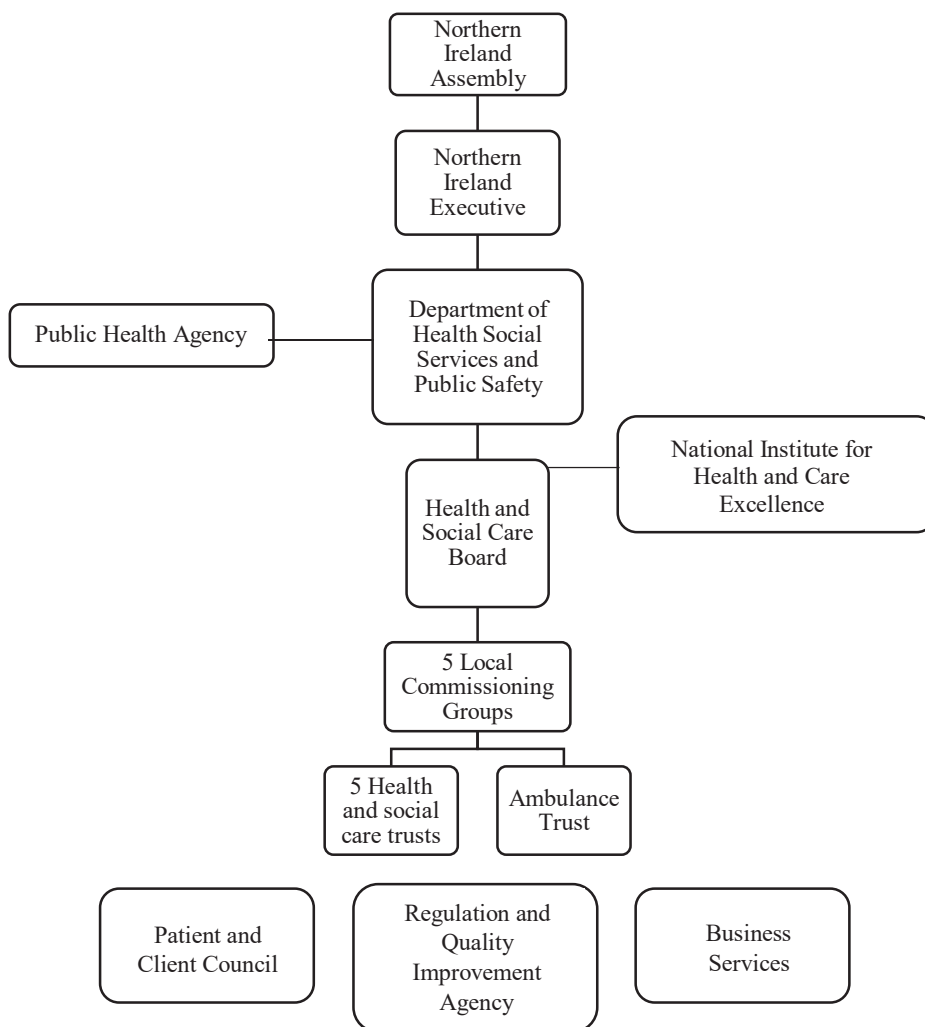 Northern
Ireland
Assembly
Northern
Ireland
Executive
Public Health Agency
Department of
Health Social
Services and
Public Safety
National Institute for
Health and Care
Excellence
Health and
Social Care
Board
5 Local
Commissioning
Groups
5 Health
and social
care trusts
Ambulance
Trust
Patient and
Client Council
Regulation and
Quality
Improvement
Agency
Business
Services